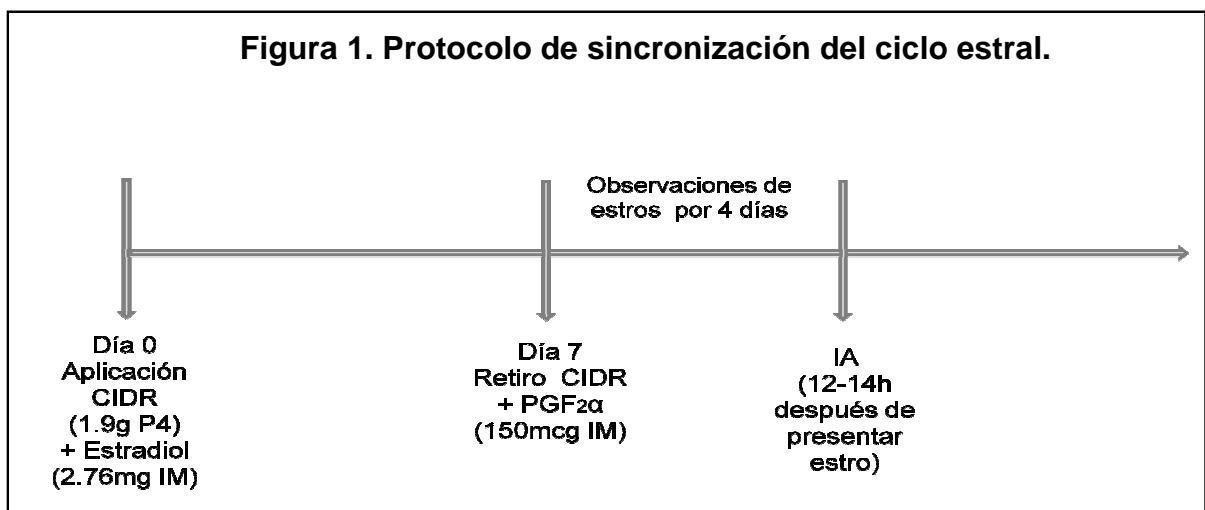 Figura 1. Protocolo de sincronización del ciclo estral.
Observaciones de
estros por 4 días
Día 0
Aplicación
CIDR
(1.9g P4)
+ Estradiol
(2.76mg IM)
Día 7
Retiro CIDR
+ PGF2α
(150mcg IM)
IA
(12-14h
después de
presentar
estro)